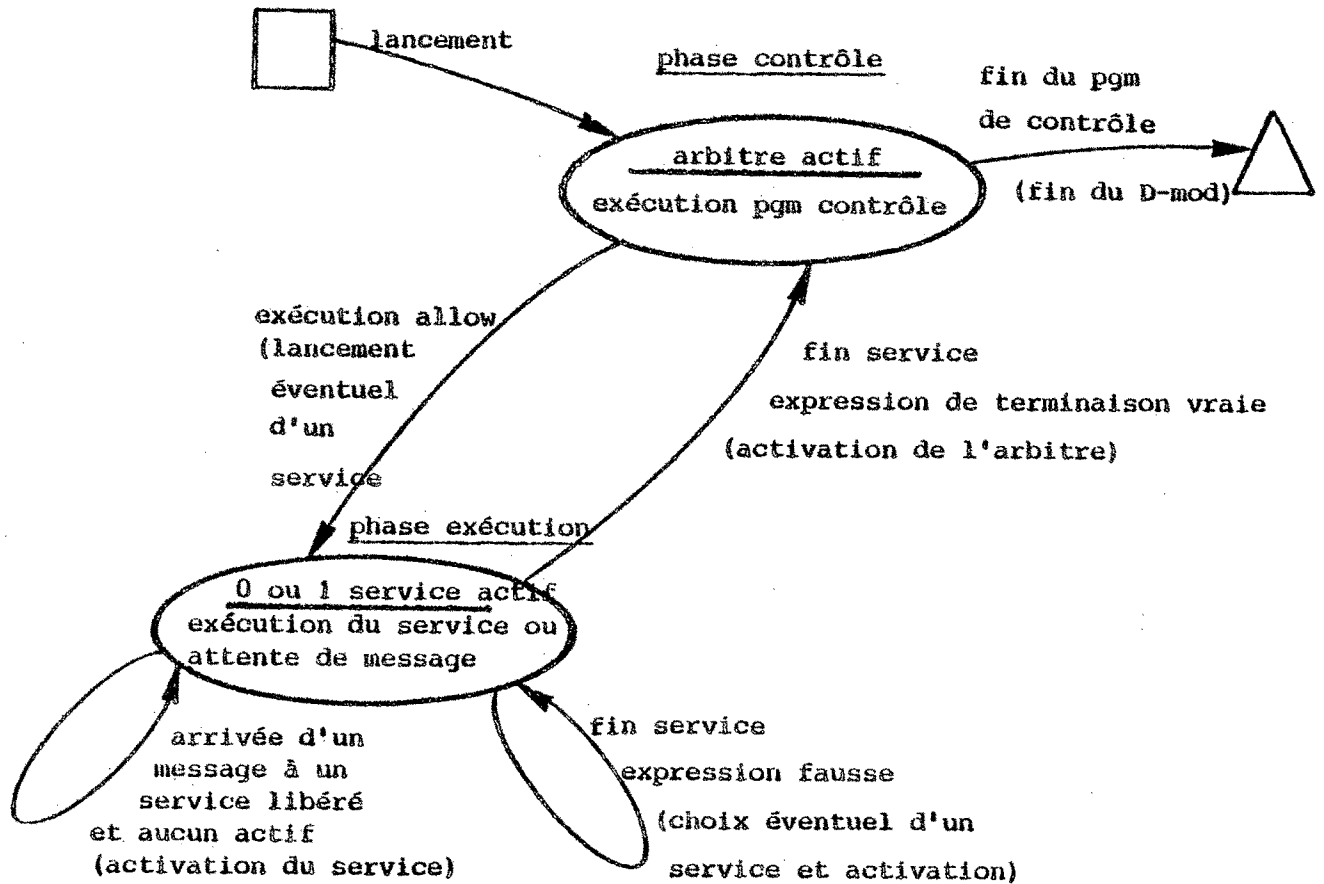 lancement
phase contrôle
fin du pgm
de contrôle
(fin du D-mod)
arbitre actif
exécution pgm contrôle
exécution allow
(lancement
éventuel
d'un
service
fin service
expression de terminaison vraie
(activation de l'arbitre)
phase exécution
0 ou 1 service actif
exécution du service ou
attente de message
arrivée d'un
message à un
service libéré
et aucun actif
(activation du service)
fin service
expression fausse
(choix éventuel d'un
service et activation)